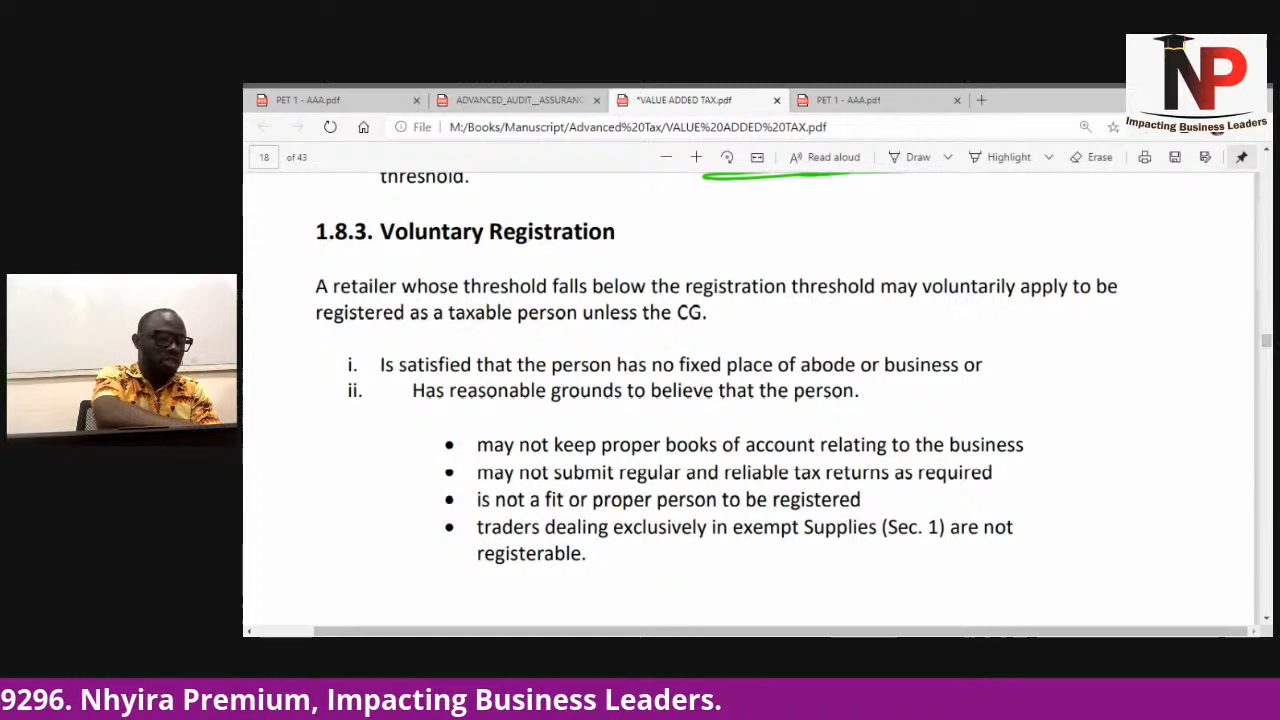 NP
Impacting Business Leaders
PET 1 - AAA.pdf
ADVANCED_AUDIT__ASSURANC
*VALUE ADDED TAX.pdf
PET 1 - AAA.pdf
File M:/Books/Manuscript/Advanced%20Tax/VALUE%20ADDED%20TAX.pdf
18 of 43
Read aloud
Draw
Highlight
Erase
threshold.
1.8.3. Voluntary Registration
A retailer whose threshold falls below the registration threshold may voluntarily apply to be
registered as a taxable person unless the CG.
i. Is satisfied that the person has no fixed place of abode or business or
ii. Has reasonable grounds to believe that the person.
• may not keep proper books of account relating to the business
• may not submit regular and reliable tax returns as required
• is not a fit or proper person to be registered
• traders dealing exclusively in exempt Supplies (Sec. 1) are not
registerable.
9296. Nhyira Premium, Impacting Business Leaders.